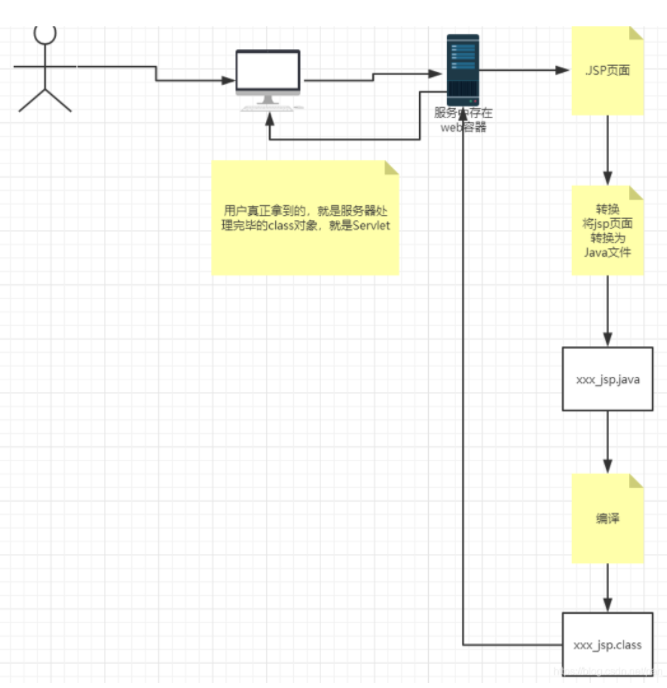 .JSP页面
服务中存在
web容器
用户真正拿到的，就是服务器处
理完毕的class对象，就是Servlet
转换
将jsp页面
转换为
Java文件
xxx_jsp.java
编译
xxx_jsp.class